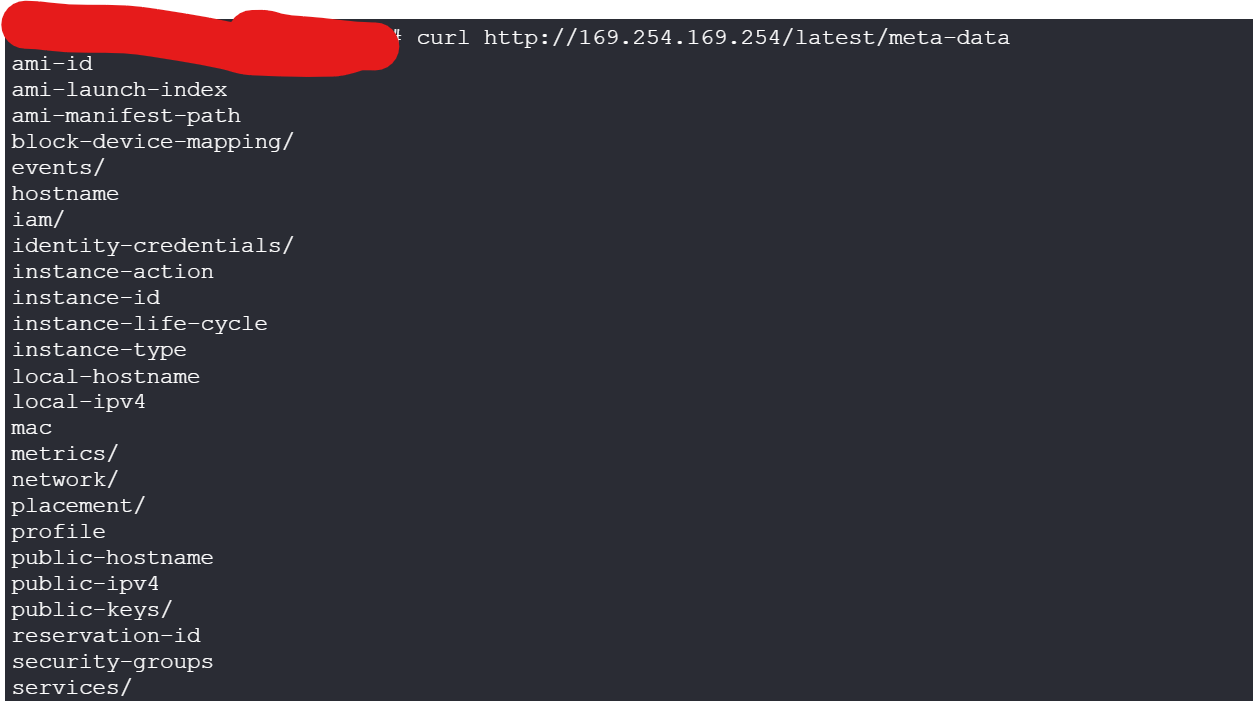 # curl http://169.254.169.254/latest/meta-data
ami-id
ami-launch-index
ami-manifest-path
block-device-mapping/
events/
hostname
iam/
identity-credentials/
instance-action
instance-id
instance-life-cycle
instance-type
local-hostname
local-ipv4
mac
metrics/
network/
placement/
profile
public-hostname
public-ipv4
public-keys/
reservation-id
security-groups
services/